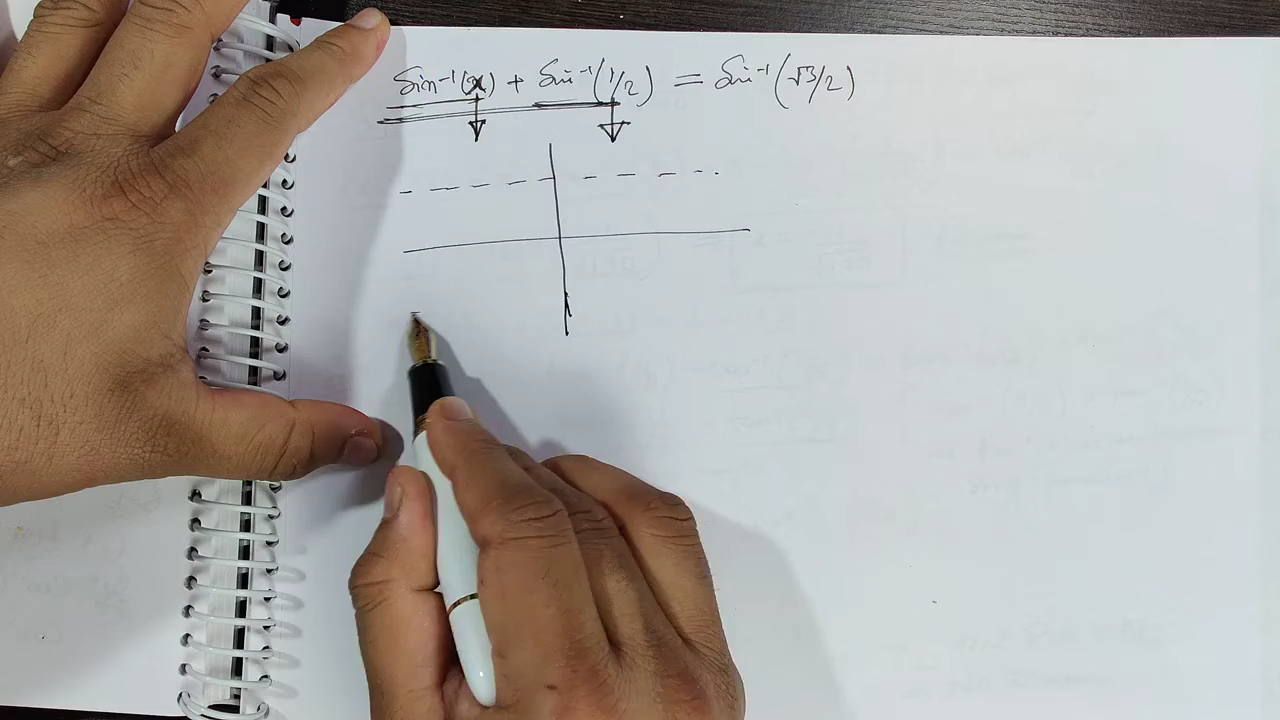 Sin⁻¹(x) + Sin⁻¹(1/2) = Sin⁻¹(√3/2)